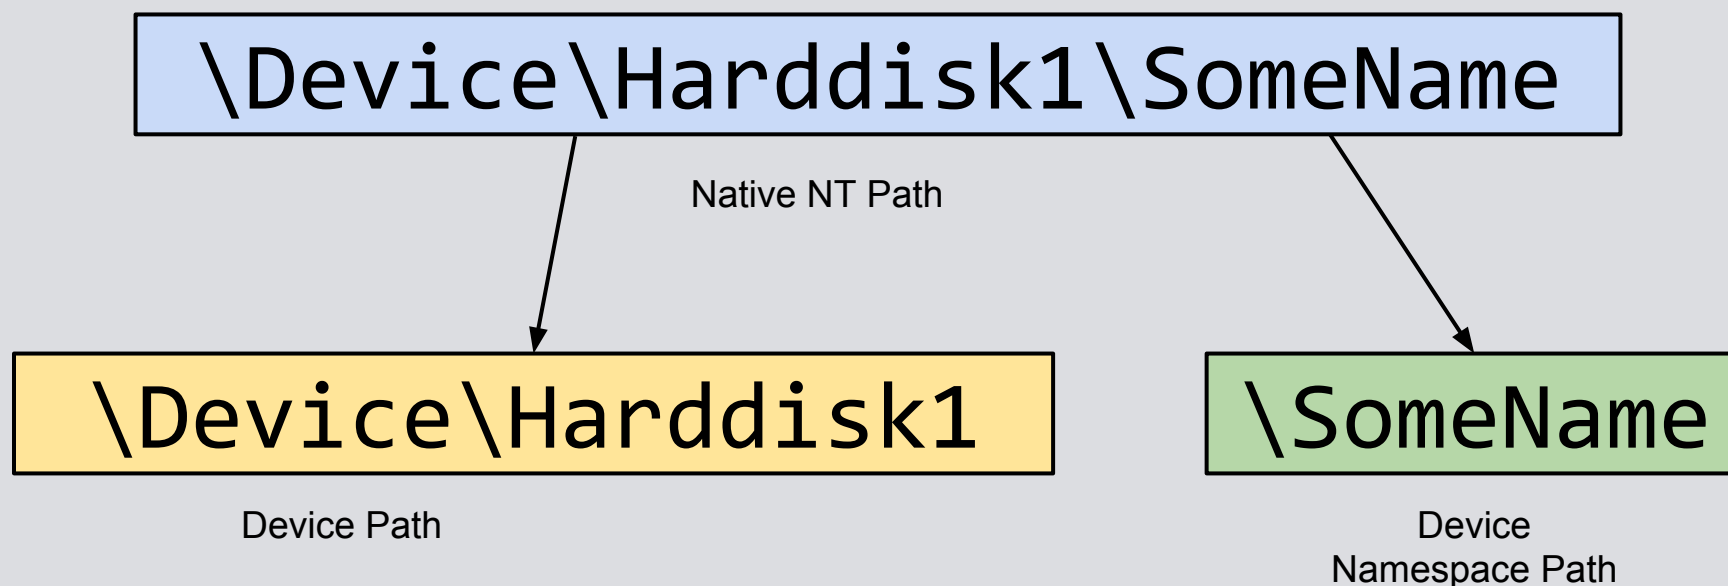 \Device\Harddisk1\SomeName
Native NT Path
\Device\Harddisk1
\SomeName
Device Path
Device
Namespace Path